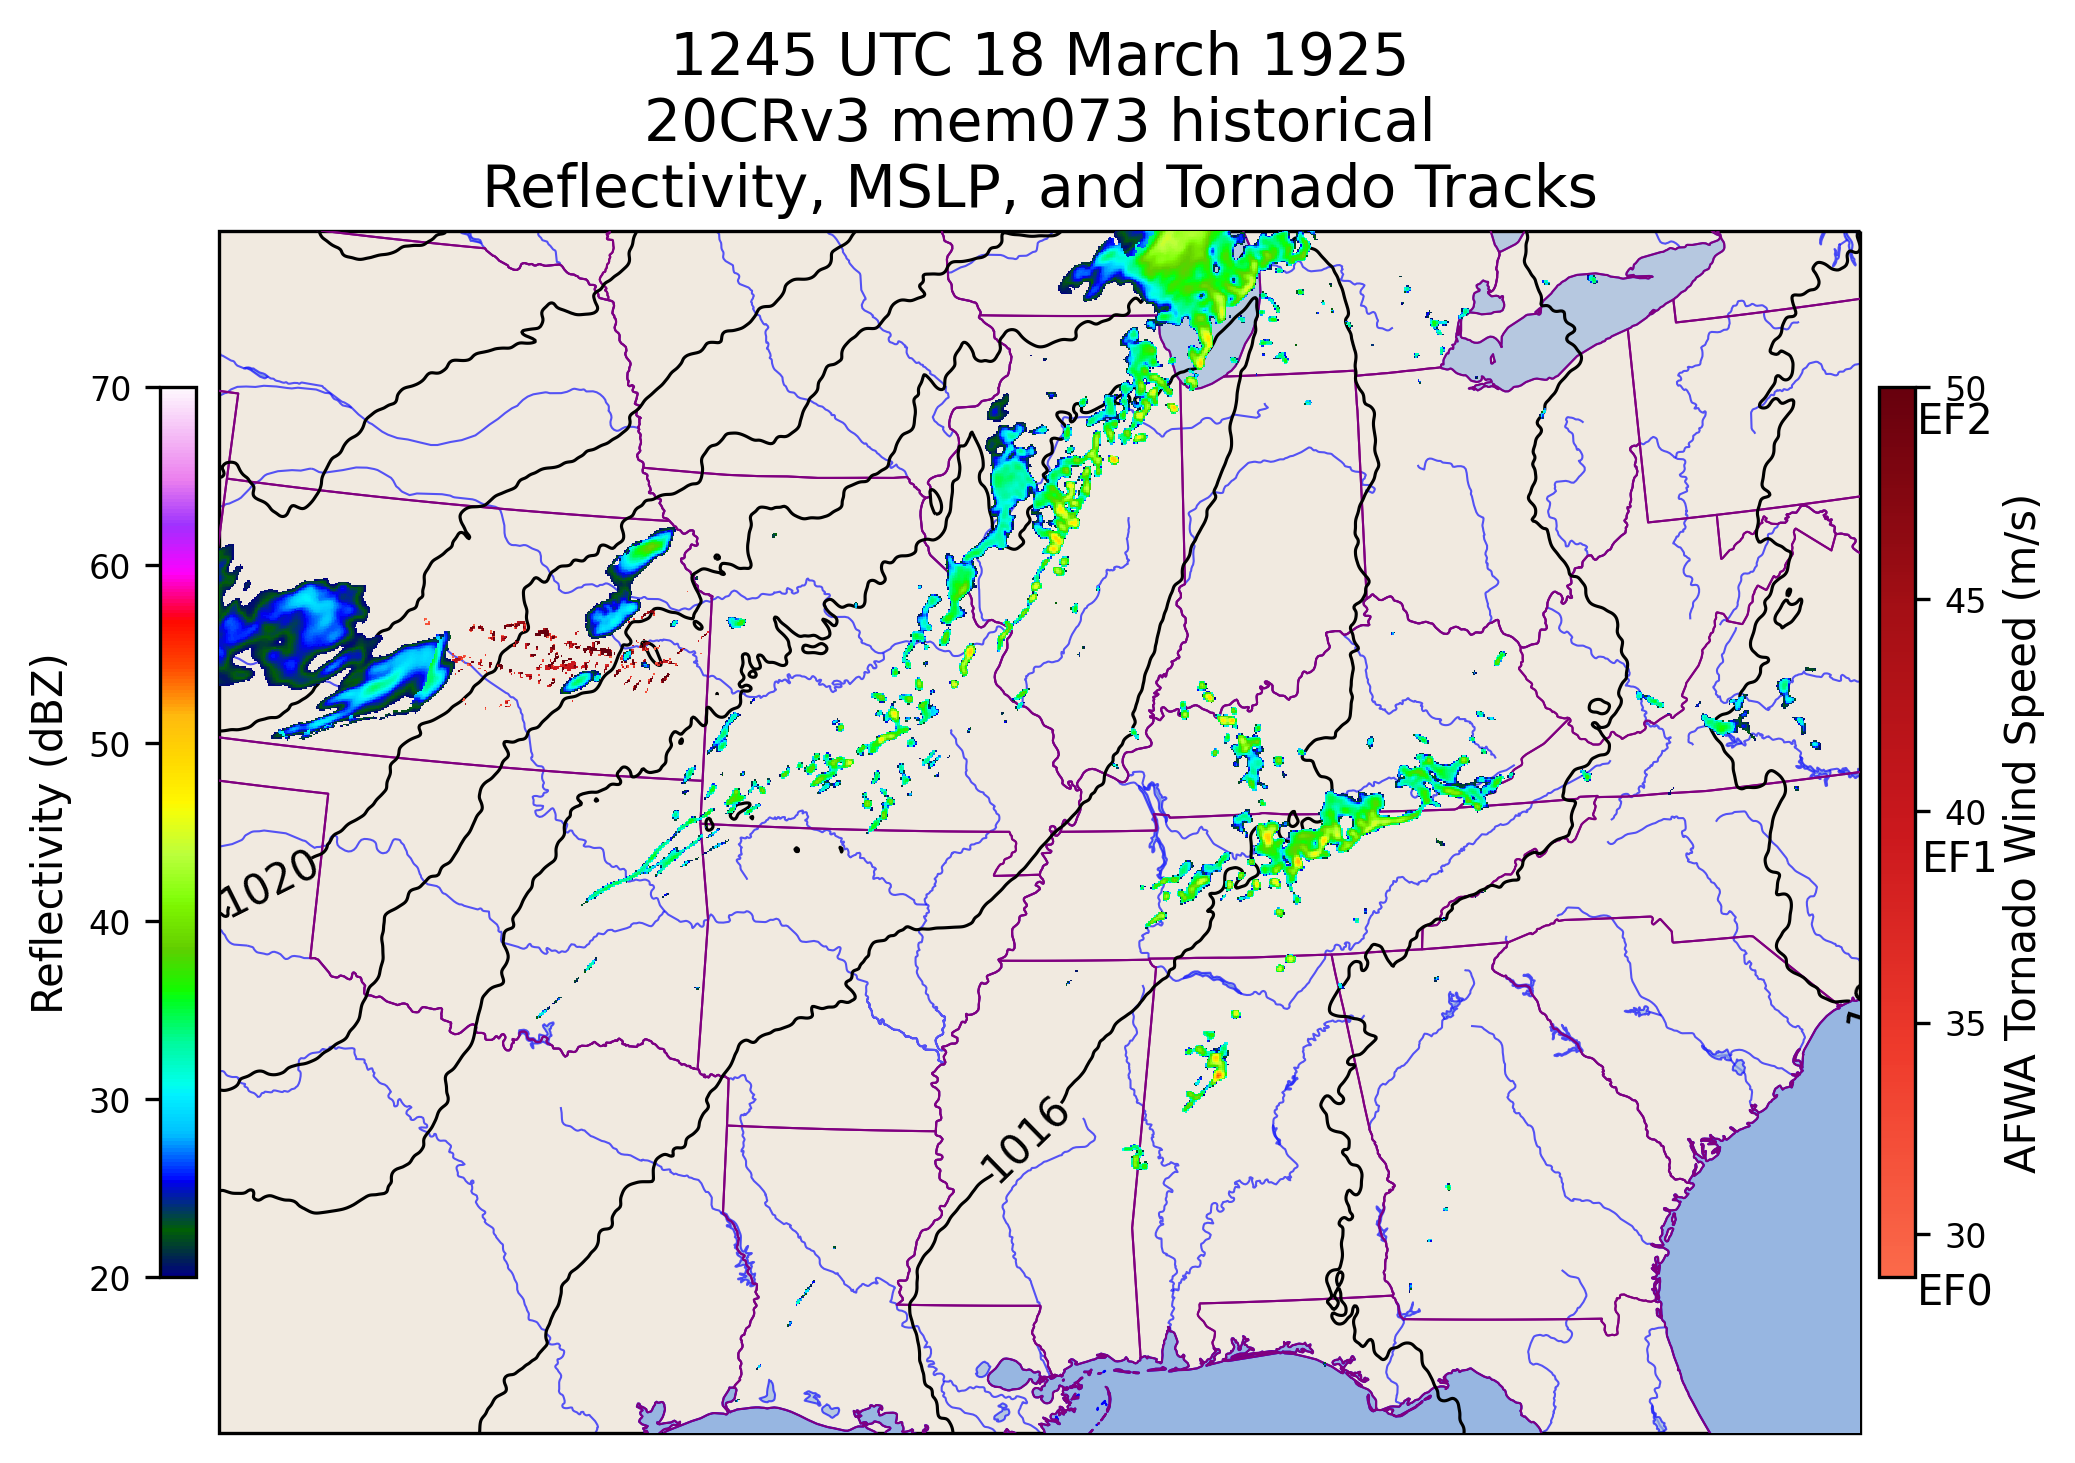 1245 UTC 18 March 1925
20CRv3 mem073 historical
Reflectivity, MSLP, and Tornado Tracks
70
60
50
40
30
20
Reflectivity (dBZ)
1020
1016
50
EF2
45
40
EF1
35
30
EF0
AFWA Tornado Wind Speed (m/s)